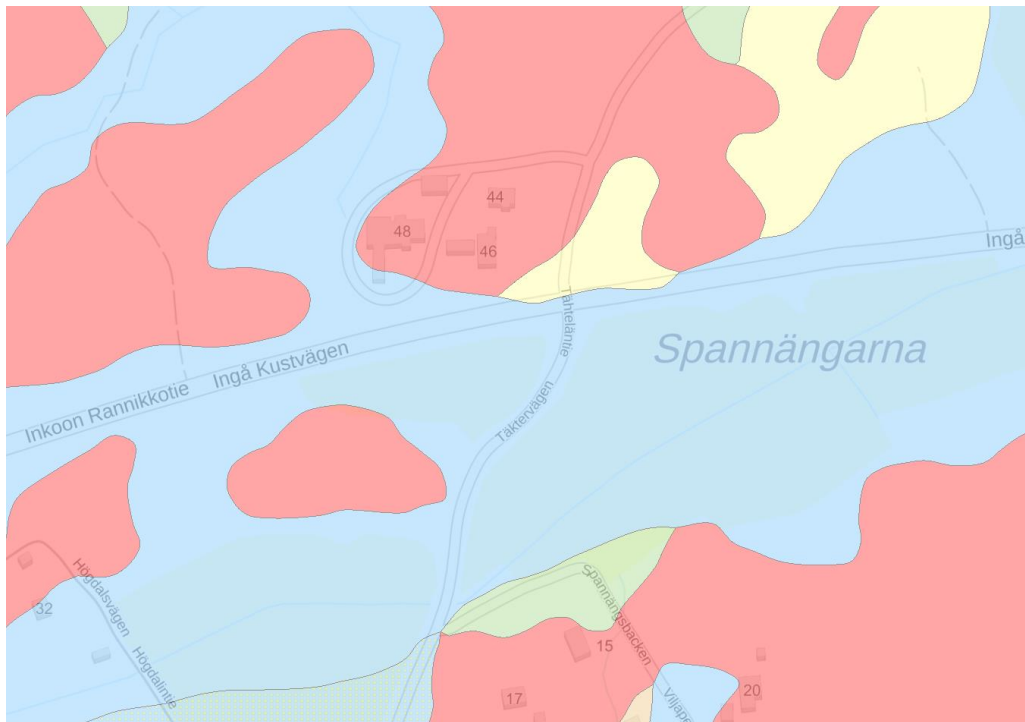 44
48
46
Ingå
Tähteläntie
Spannängarna
Inkoon Rannikkotie
Ingå Kustvägen
Täktervägen
Högdalsvägen
32
Högdalintie
Spannängsbacken
15
17
20